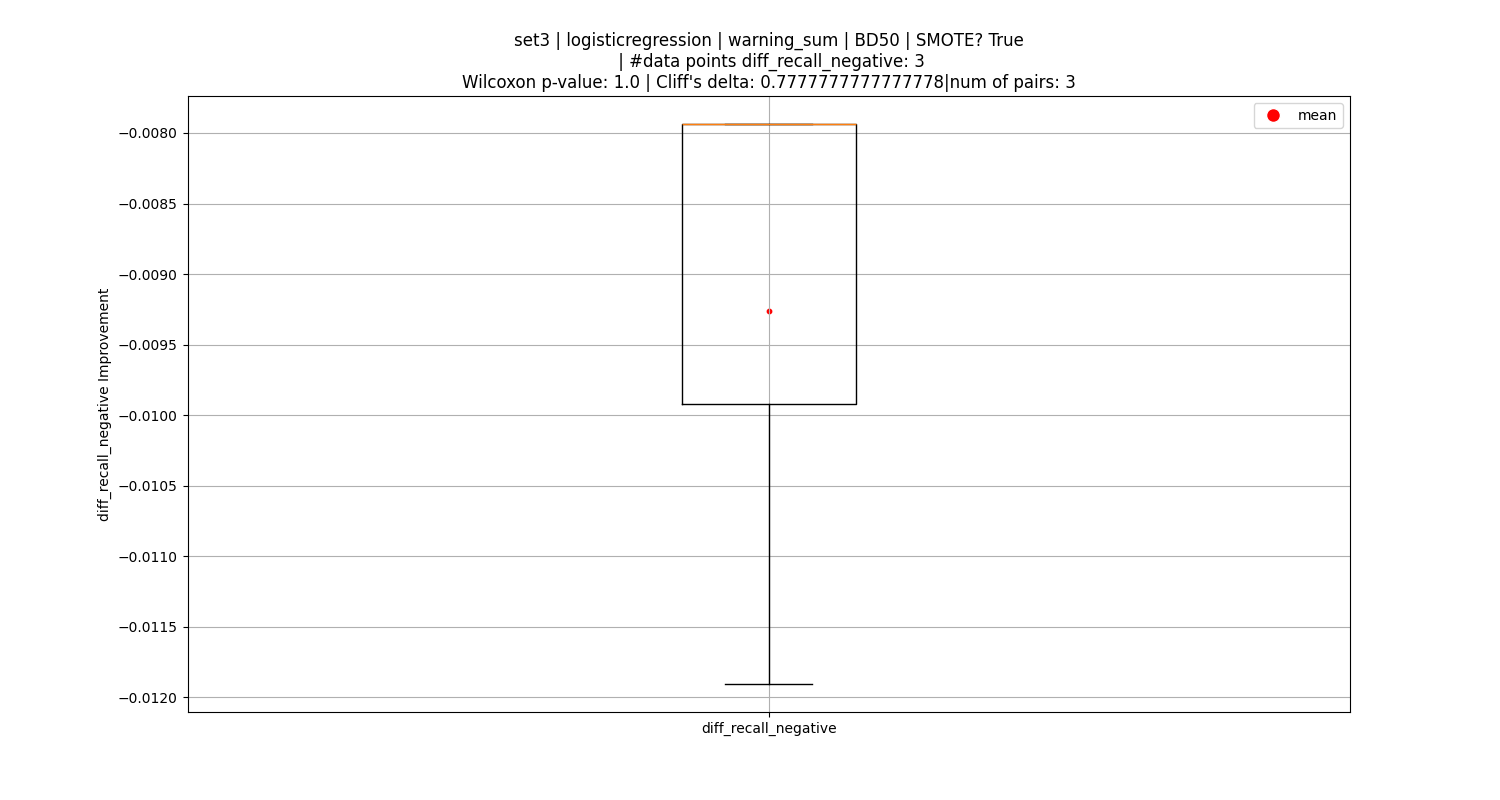 set3 | logisticregression | warning_sum | BD50 | SMOTE? True
| #data points diff_recall_negative: 3
Wilcoxon p-value: 1.0 | Cliff's delta: 0.7777777777777778|num of pairs: 3
mean
−0.0080
−0.0085
−0.0090
−0.0095
−0.0100
−0.0105
−0.0110
−0.0115
−0.0120
diff_recall_negative Improvement
diff_recall_negative